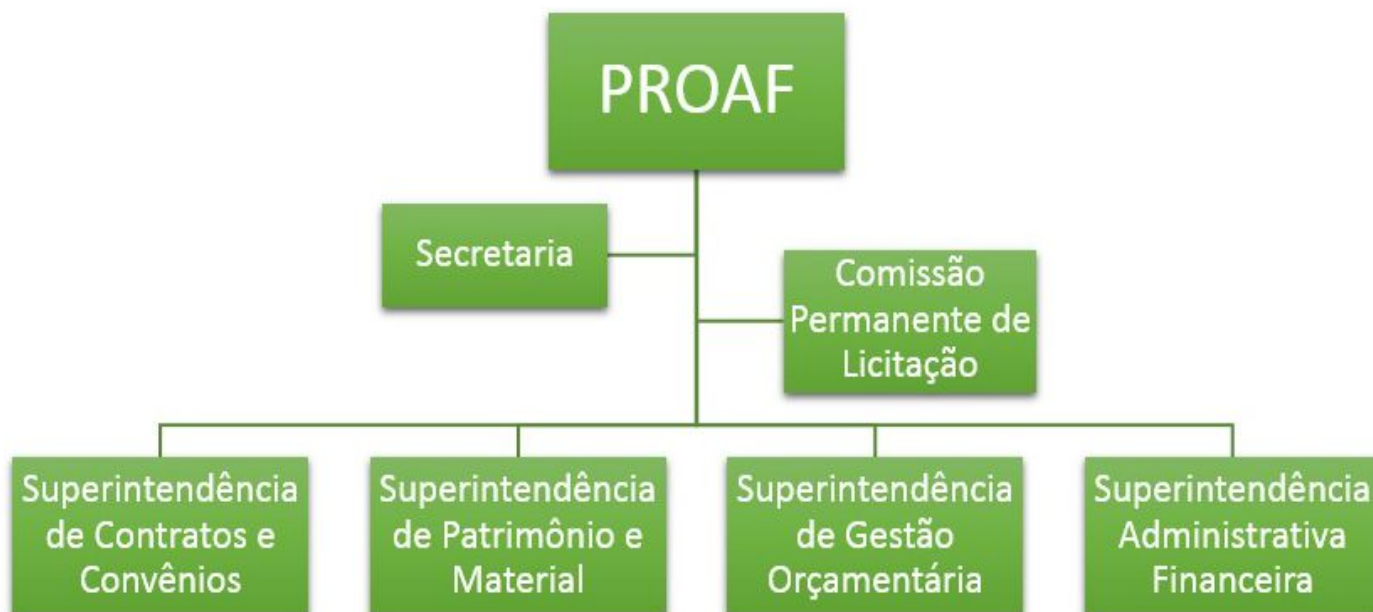 PROAF
Secretaria
Comissão
Permanente de
Licitação
Superintendência
de Contratos e
Convênios
Superintendência
de Patrimônio e
Material
Superintendência
de Gestão
Orçamentária
Superintendência
Administrativa
Financeira